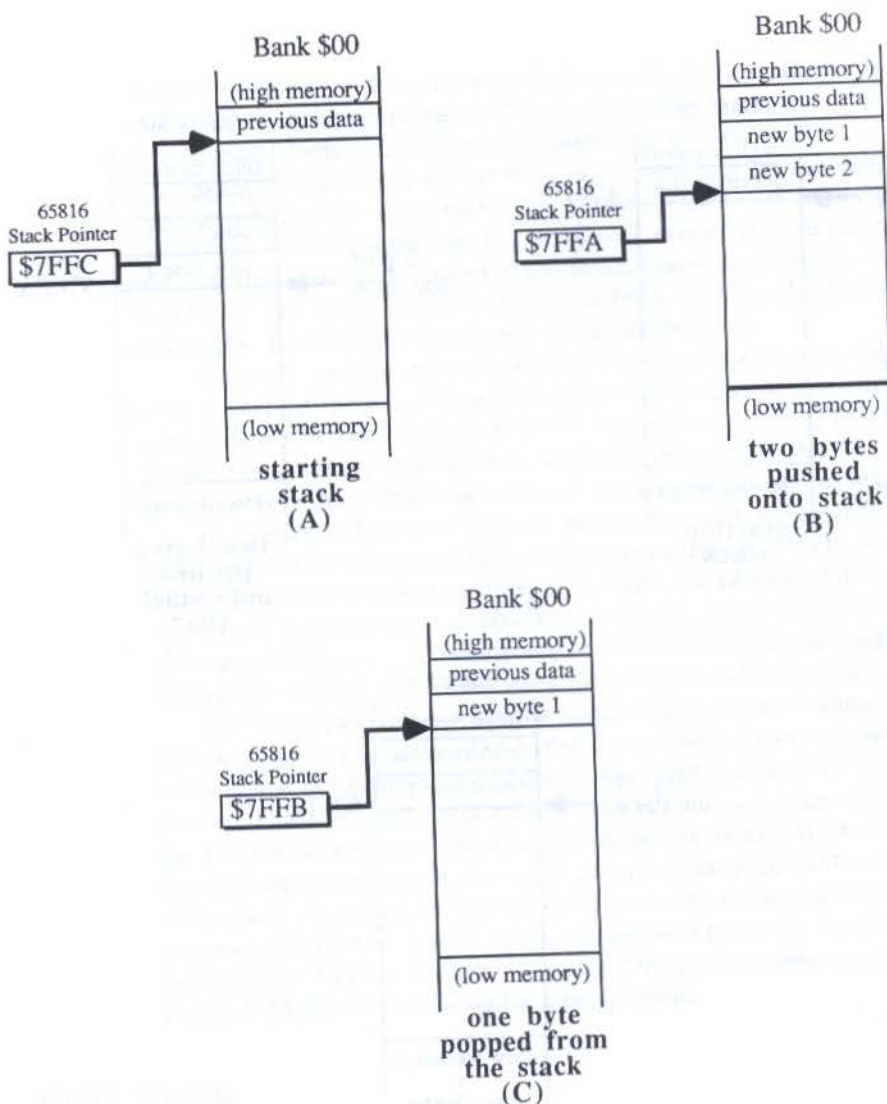 Bank $00
(high memory)
previous data
65816
Stack Pointer
$7FFC
(low memory)
starting
stack
(A)
Bank $00
(high memory)
previous data
new byte 1
new byte 2
65816
Stack Pointer
$7FFA
(low memory)
two bytes
pushed
onto stack
(B)
Bank $00
(high memory)
previous data
new byte 1
65816
Stack Pointer
$7FFB
(low memory)
one byte
popped from
the stack
(C)